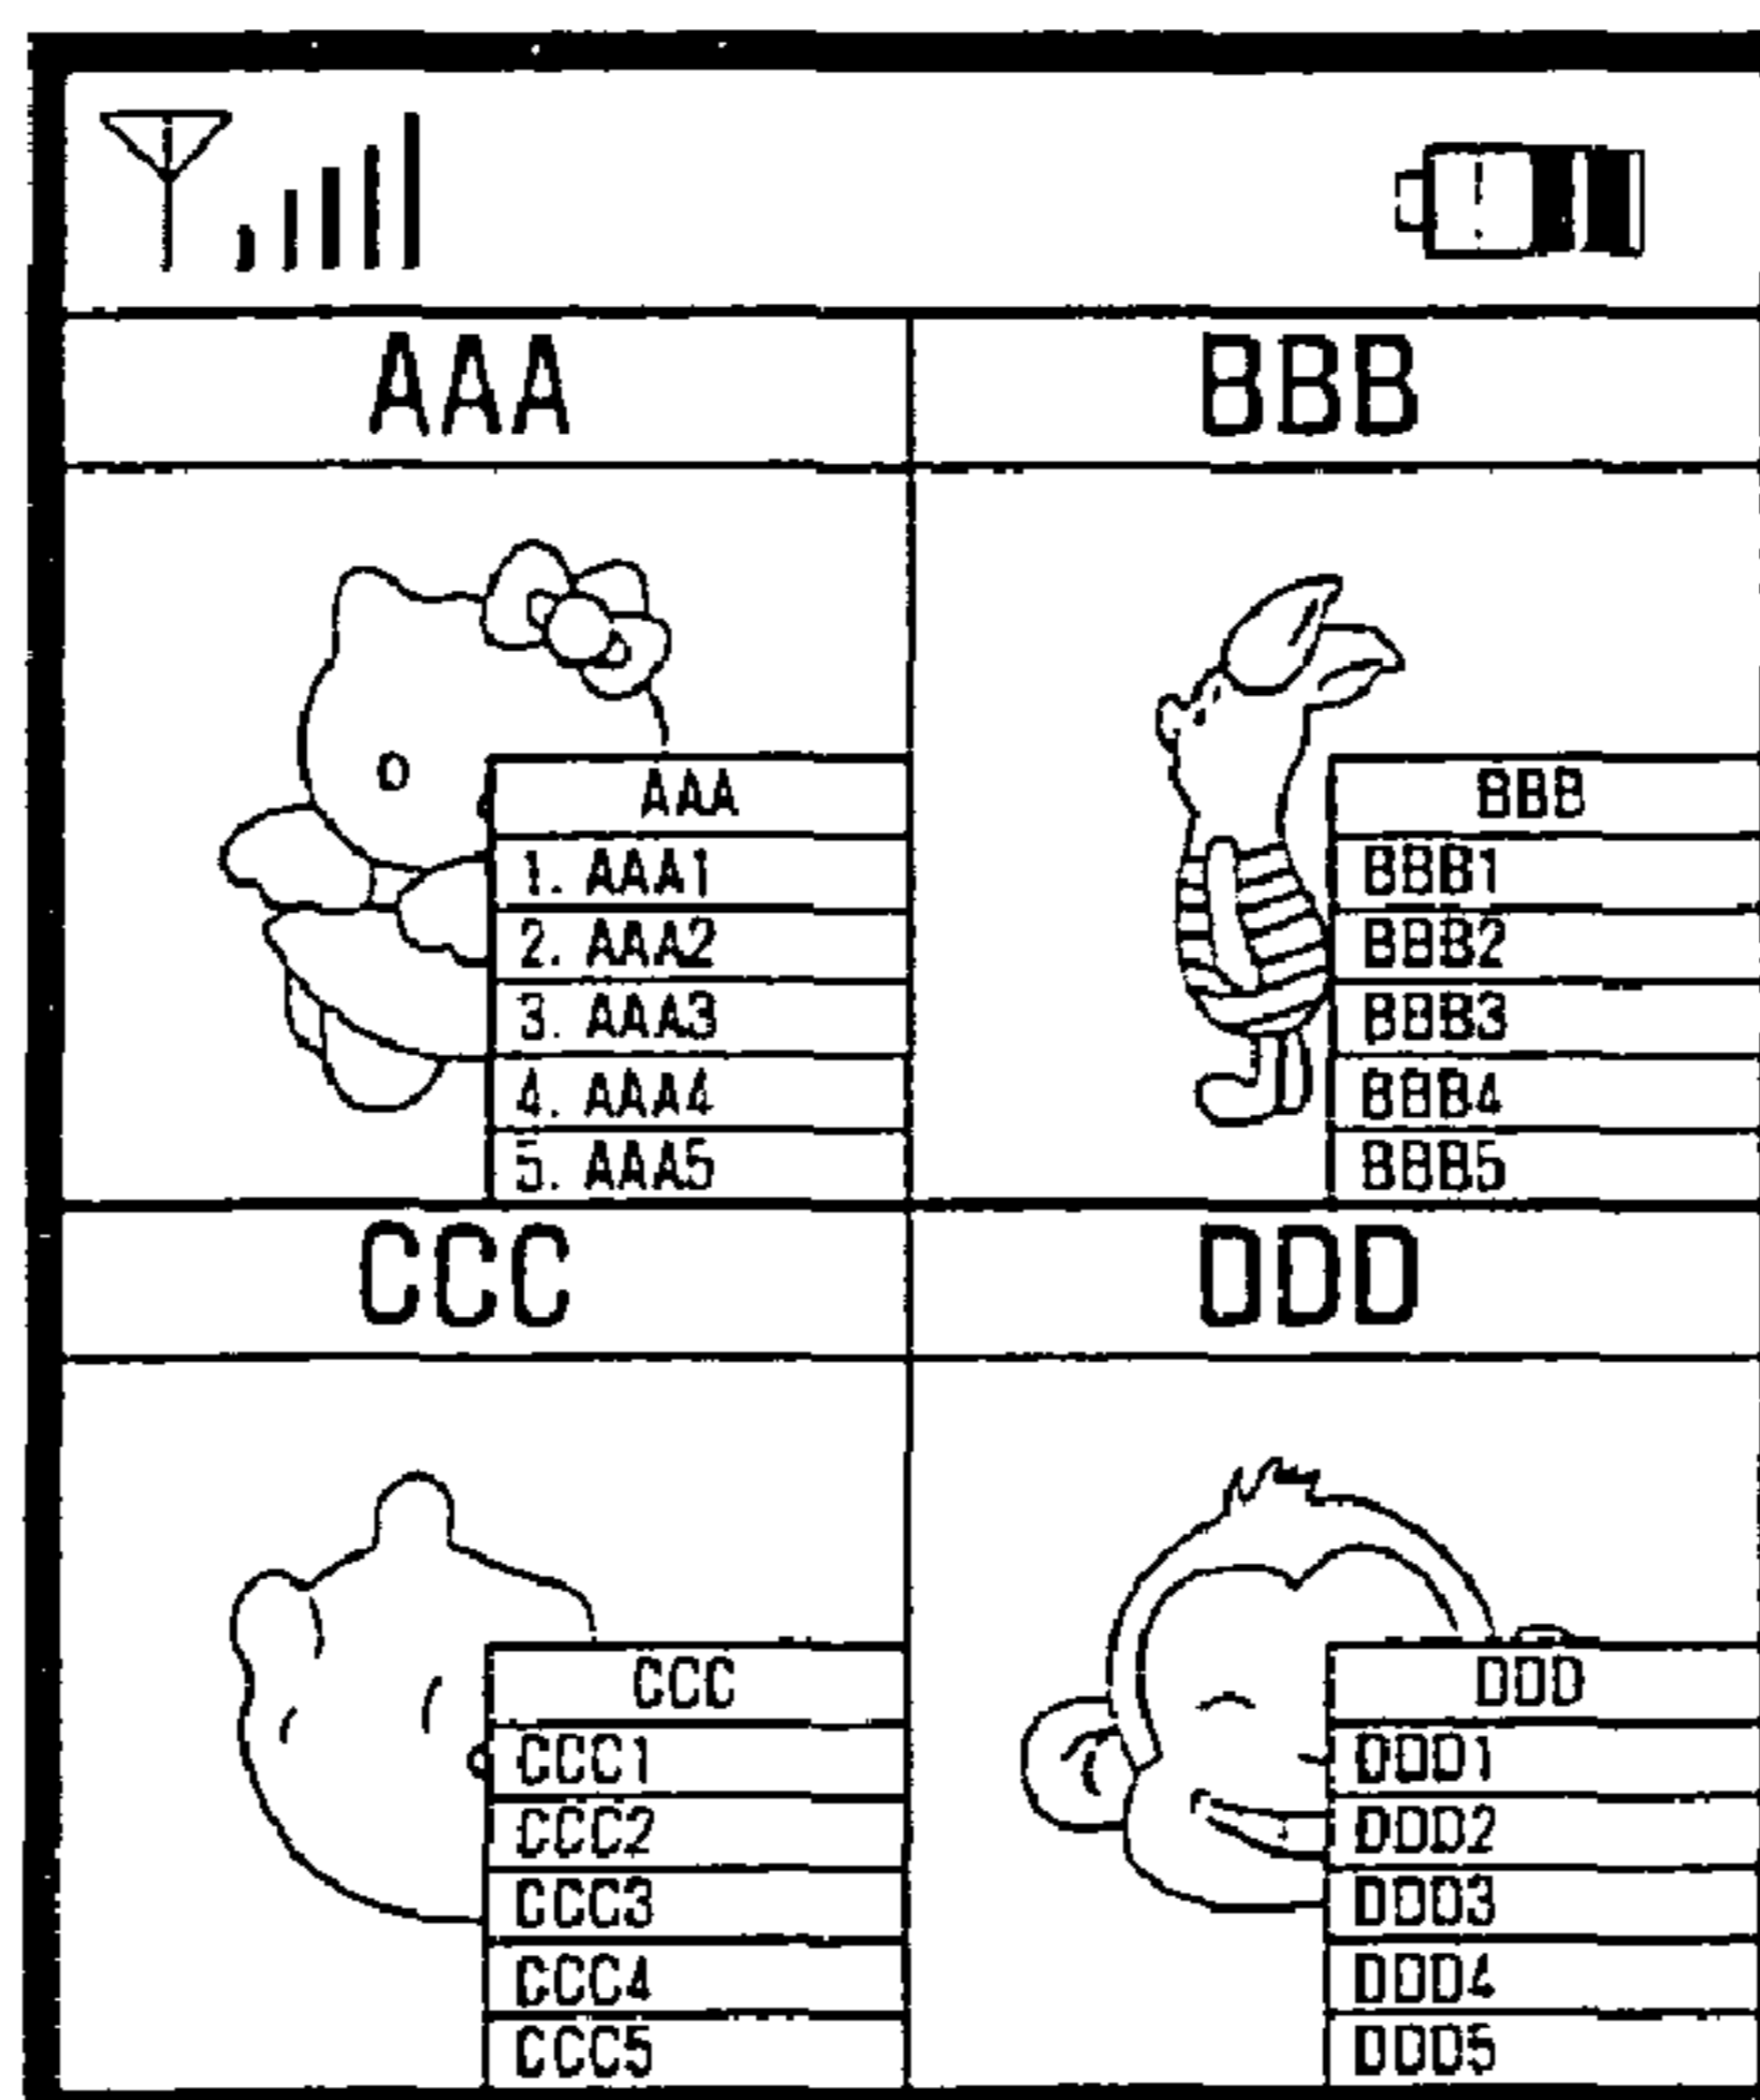 AAA
BBB
AAA
1. AAA1
2. AAA2
3. AAA3
4. AAA4
5. AAA5
BBB
BBB1
BBB2
BBB3
BBB4
BBB5
CCC
DDD
CCC
CCC1
CCC2
CCC3
CCC4
CCC5
DDD
DDD1
DDD2
DDD3
DDD4
DDD5